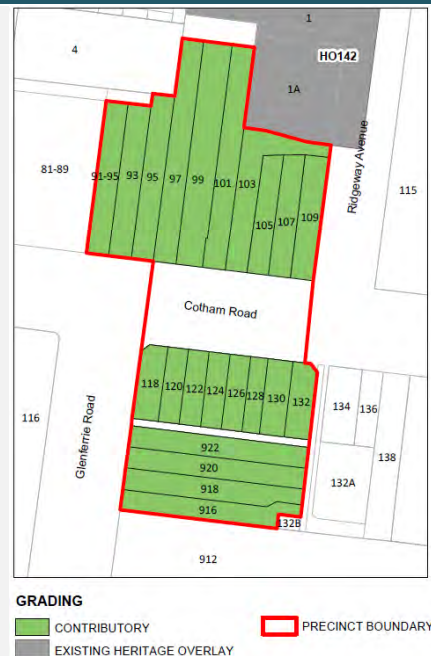 1
4
HO142
1A
Ridgeway Avenue
81-89
91-95 93 95 97 99 101 103
115
105 107 109
Cotham Road
118 120 122 124 126 128 130 132
134 136
116
Glenferrie Road
138
922
920
132A
918
916
132B
912
GRADING
CONTRIBUTORY
PRECINCT BOUNDARY
EXISTING HERITAGE OVERLAY